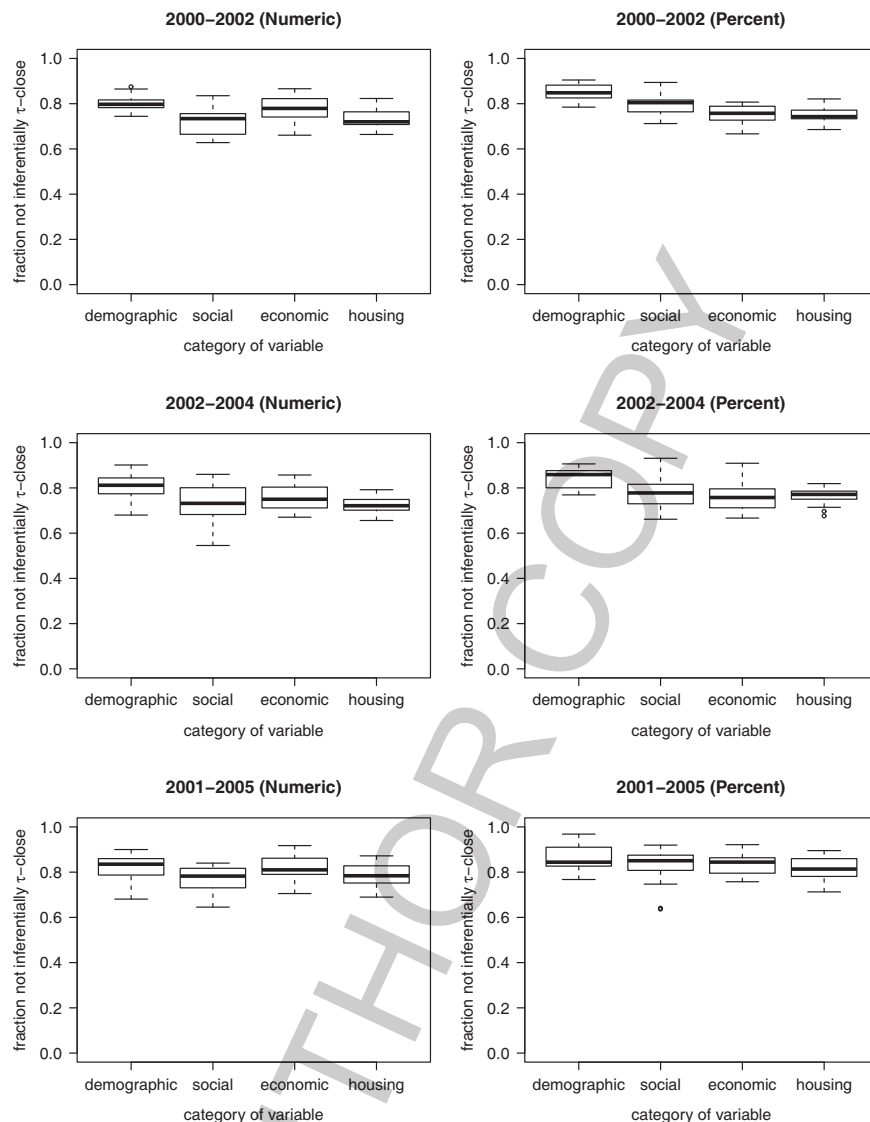 2000–2002 (Numeric)
fraction not inferentially τ–close
1.0
0.8
0.6
0.4
0.2
0.0
demographic social economic housing
category of variable
2000–2002 (Percent)
fraction not inferentially τ–close
1.0
0.8
0.6
0.4
0.2
0.0
demographic social economic housing
category of variable
2002–2004 (Numeric)
fraction not inferentially τ–close
1.0
0.8
0.6
0.4
0.2
0.0
demographic social economic housing
category of variable
2002–2004 (Percent)
fraction not inferentially τ–close
1.0
0.8
0.6
0.4
0.2
0.0
demographic social economic housing
category of variable
2001–2005 (Numeric)
fraction not inferentially τ–close
1.0
0.8
0.6
0.4
0.2
0.0
demographic social economic housing
category of variable
2001–2005 (Percent)
fraction not inferentially τ–close
1.0
0.8
0.6
0.4
0.2
0.0
demographic social economic housing
category of variable
THOR COPY